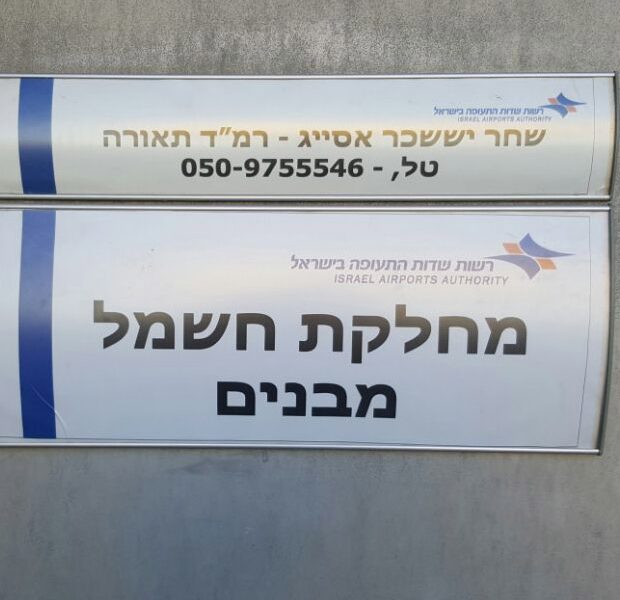 רשות שדות התעופה בישראל
ISRAEL AIRPORTS AUTHORITY
שחר יששכר אסייג - רמ"ד תאורה
טל, - 050-9755546
רשות שדות התעופה בישראל
ISRAEL AIRPORTS AUTHORITY
מחלקת חשמל
מבנים